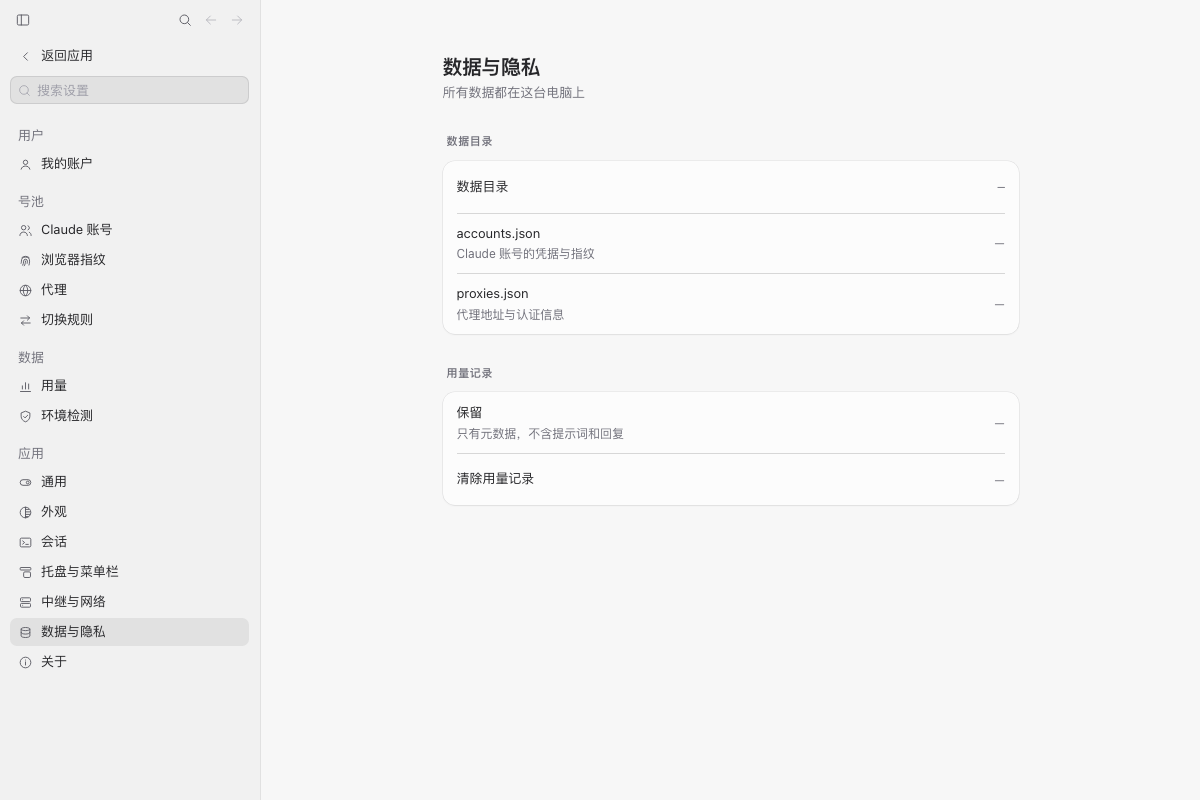 返回应用
搜索设置
用户
我的账户
号池
Claude 账号
浏览器指纹
代理
切换规则
数据
用量
环境检测
应用
通用
外观
会话
托盘与菜单栏
中继与网络
数据与隐私
关于
数据与隐私
所有数据都在这台电脑上
数据目录
数据目录 —
accounts.json
Claude 账号的凭据与指纹 —
proxies.json
代理地址与认证信息 —
用量记录
保留
只有元数据，不含提示词和回复 —
清除用量记录 —